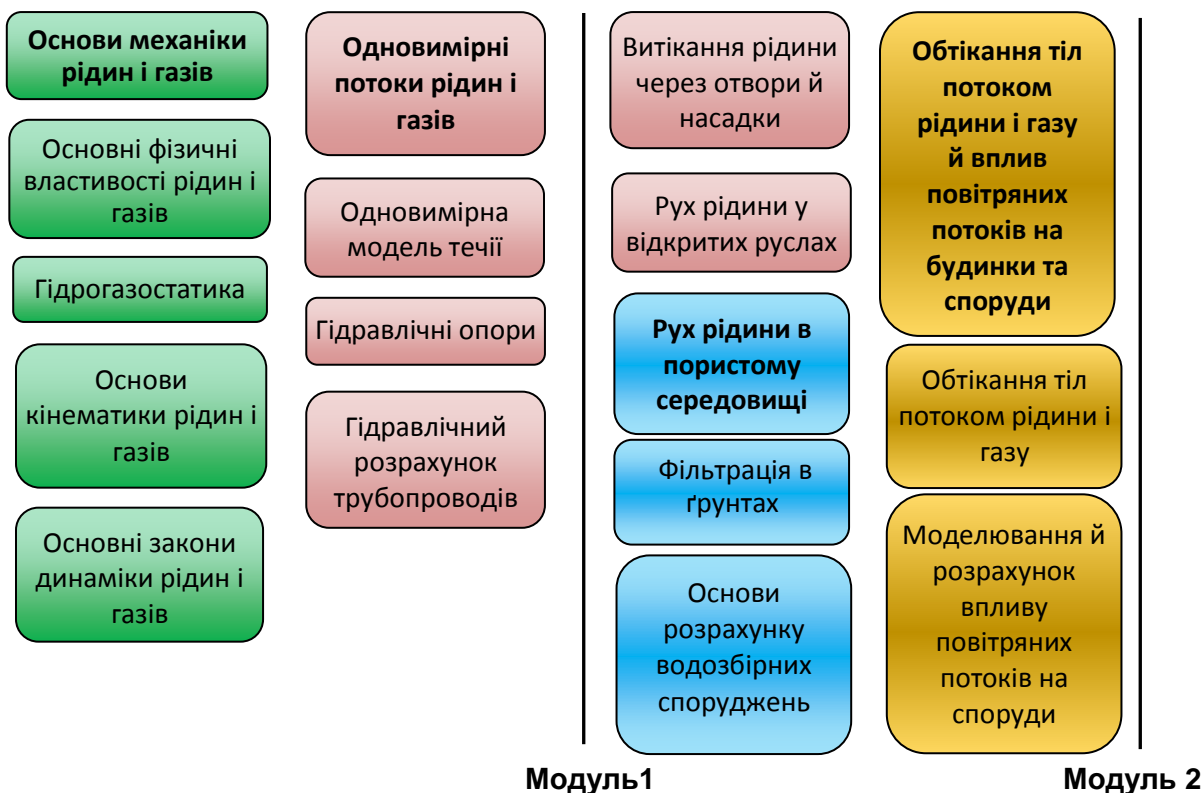 Основи механіки
рідин і газів
Основні фізичні
властивості рідин і
газів
Гідрогазостатика
Основи
кінематики рідин і
газів
Основні закони
динаміки рідин і
газів
Одновимірні
потоки рідин і
газів
Одновимірна
модель течії
Гідравлічні опори
Гідравлічний
розрахунок
трубопроводів
Витікання рідини
через отвори й
насадки
Рух рідини у
відкритих руслах
Рух рідини в
пористому
середовищі
Фільтрація в
ґрунтах
Основи
розрахунку
водозбірних
споруджень
Обтікання тіл
потоком
рідини і газу
й вплив
повітряних
потоків на
будинки та
споруди
Обтікання тіл
потоком рідини і
газу
Моделювання й
розрахунок
впливу
повітряних
потоків на
споруди
Модуль1
Модуль 2